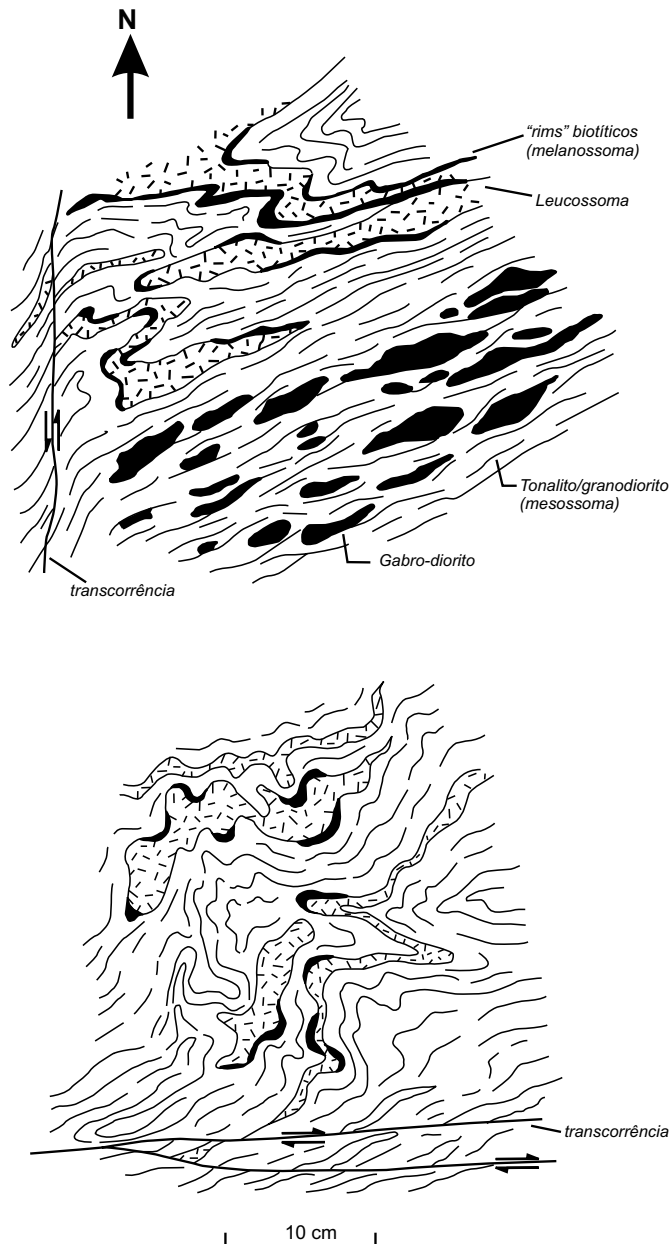 N
"rims" biotíticos
(melanossoma)
Leucossoma
Tonalito/granodiorito
(mesossoma)
Gabro-diorito
transcorrência
transcorrência
10 cm